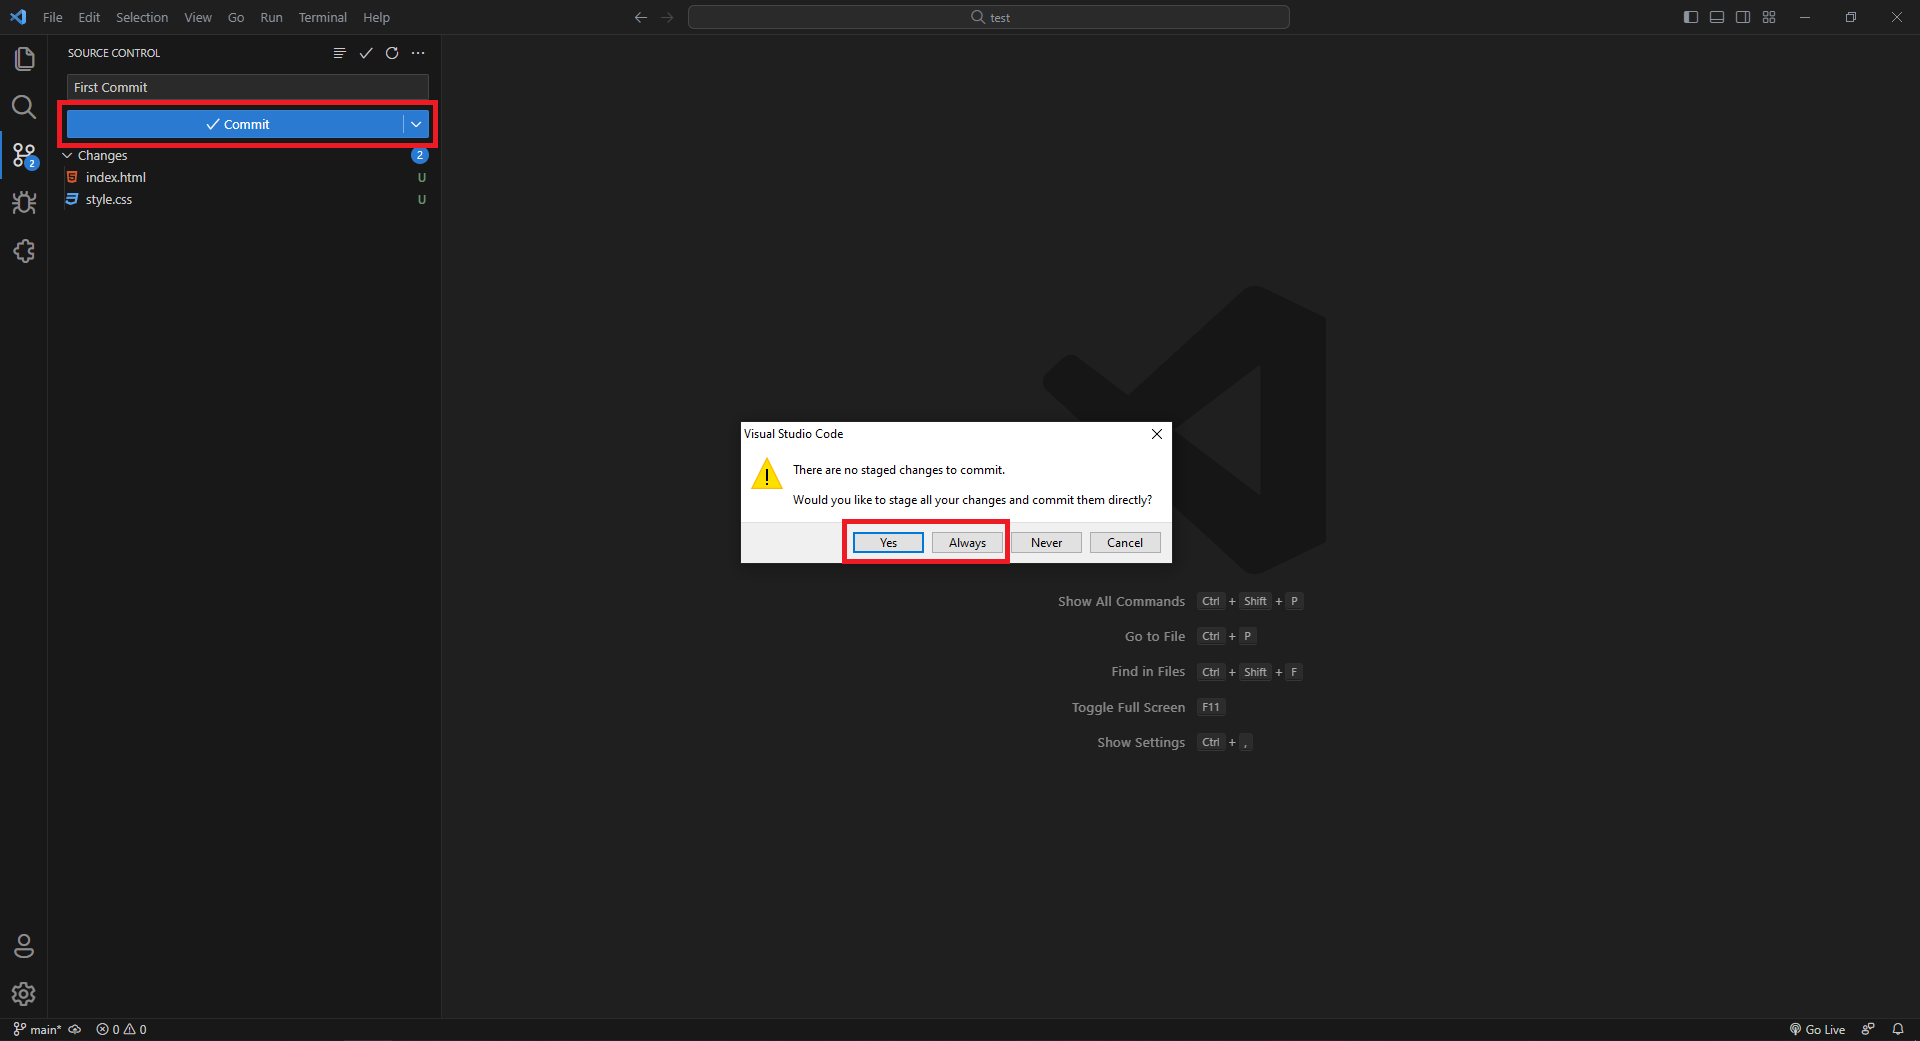 File Edit Selection View Go Run Terminal Help
test
SOURCE CONTROL
First Commit
Commit
Changes 2
index.html U
style.css U
2
Visual Studio Code
There are no staged changes to commit.
Would you like to stage all your changes and commit them directly?
Yes Always Never Cancel
Show All Commands Ctrl + Shift + P
Go to File Ctrl + P
Find in Files Ctrl + Shift + F
Toggle Full Screen F11
Show Settings Ctrl + ,
main* 0 0 Go Live